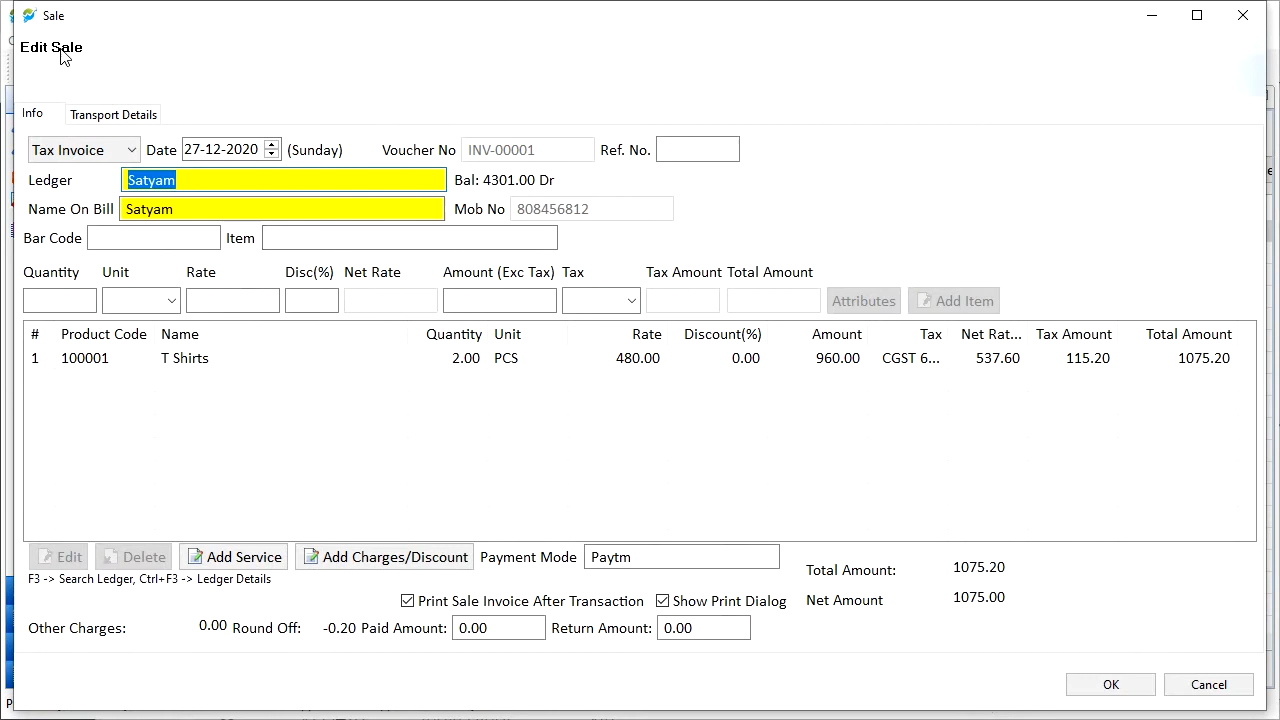 Sale
Edit Sale
Info Transport Details
Tax Invoice Date 27-12-2020 (Sunday) Voucher No INV-00001 Ref. No.
Ledger Satyam Bal: 4301.00 Dr
Name On Bill Satyam Mob No 808456812
Bar Code Item
Quantity Unit Rate Disc(%) Net Rate Amount (Exc Tax) Tax Tax Amount Total Amount
Attributes Add Item
# Product Code Name Quantity Unit Rate Discount(%) Amount Tax Net Rat... Tax Amount Total Amount
1 100001 T Shirts 2.00 PCS 480.00 0.00 960.00 CGST 6... 537.60 115.20 1075.20
Edit Delete Add Service Add Charges/Discount Payment Mode Paytm
Total Amount: 1075.20
F3 -> Search Ledger, Ctrl+F3 -> Ledger Details
Print Sale Invoice After Transaction Show Print Dialog Net Amount 1075.00
Other Charges: 0.00 Round Off: -0.20 Paid Amount: 0.00 Return Amount: 0.00
OK Cancel